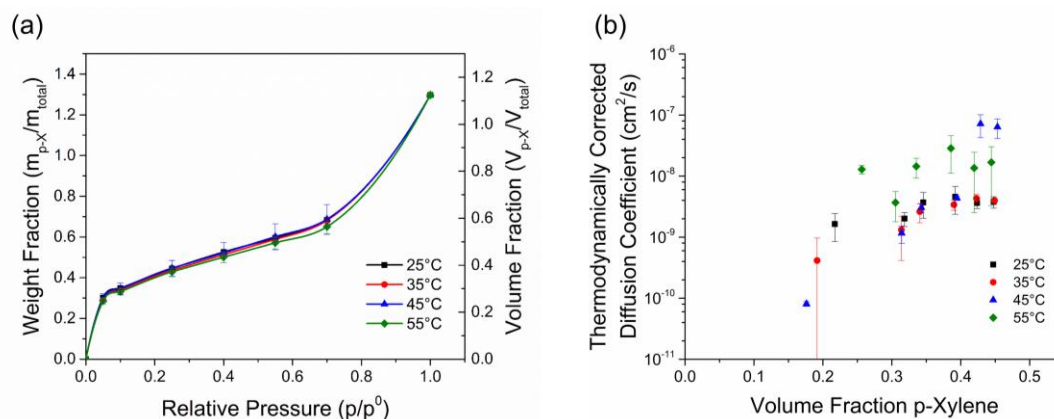 (a)
Weight Fraction (m_p-X/m_total)
1.4
1.2
1.0
0.8
0.6
0.4
0.2
0.0
0.0 0.2 0.4 0.6 0.8 1.0
Relative Pressure (p/p⁰)
25°C
35°C
45°C
55°C
1.2
1.0
0.8
0.6
0.4
0.2
0.0
Volume Fraction (V_p-X/V_total)
(b)
Thermodynamically Corrected
Diffusion Coefficient (cm²/s)
10⁻⁶
10⁻⁷
10⁻⁸
10⁻⁹
10⁻¹⁰
10⁻¹¹
0.0 0.1 0.2 0.3 0.4 0.5
Volume Fraction p-Xylene
25°C
35°C
45°C
55°C